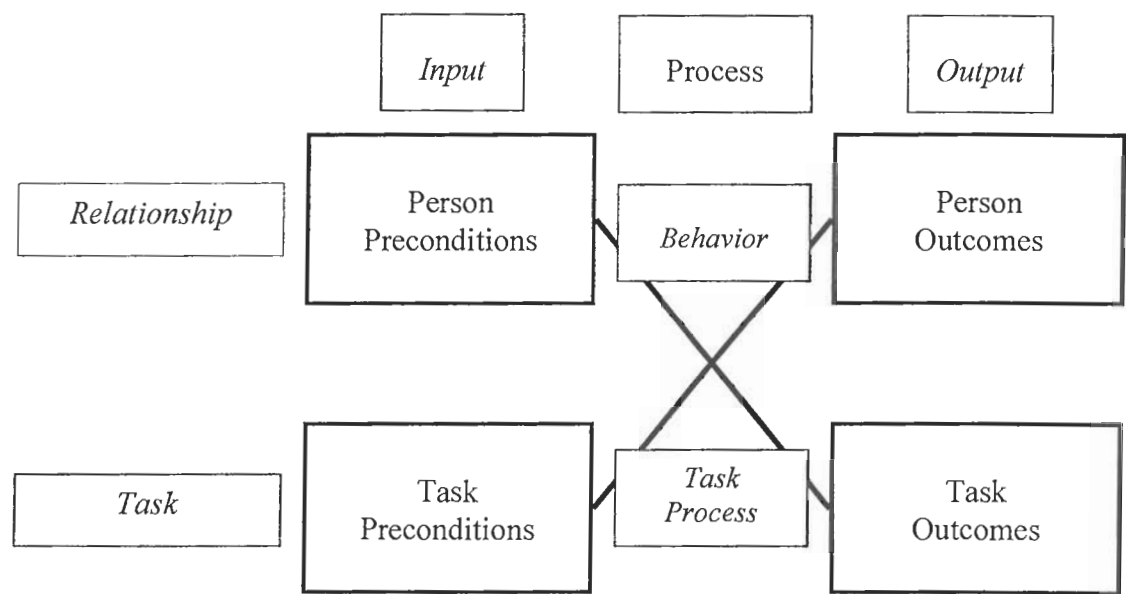 Input
Process
Output
Relationship
Person
Preconditions
Behavior
Person
Outcomes
Task
Task
Preconditions
Task
Process
Task
Outcomes